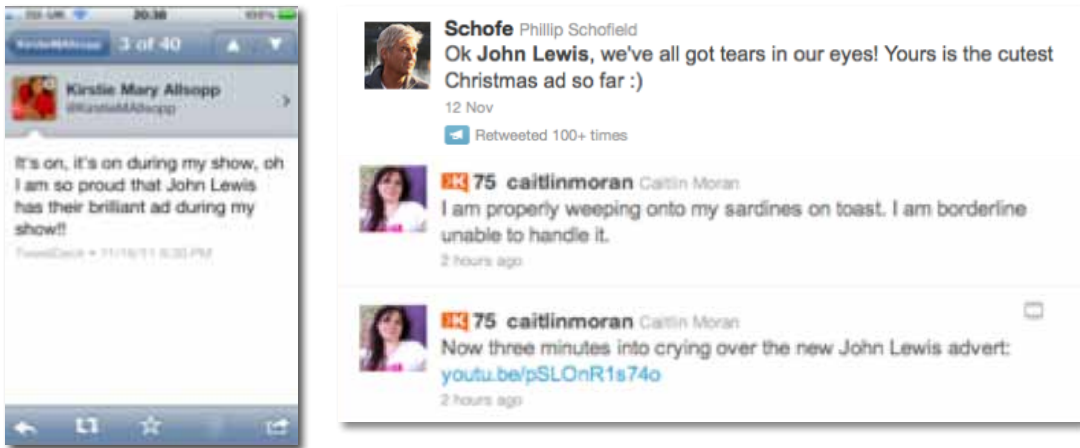 20:38
3 of 40
Kirstie Mary Allsopp
@KirstieMAllsopp
It's on, it's on during my show, oh
I am so proud that John Lewis
has their brilliant ad during my
show!!
Schofe Phillip Schofield
Ok John Lewis, we've all got tears in our eyes! Yours is the cutest
Christmas ad so far :)
12 Nov
Retweeted 100+ times
K 75 caitlinmoran Caitlin Moran
I am properly weeping onto my sardines on toast. I am borderline
unable to handle it.
2 hours ago
K 75 caitlinmoran Caitlin Moran
Now three minutes into crying over the new John Lewis advert:
youtu.be/pSLOnR1s74o
2 hours ago